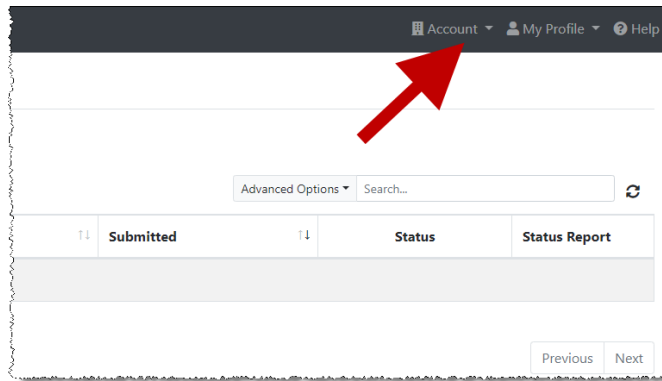 Account My Profile Help
Advanced Options Search...
Submitted Status Status Report
Previous Next